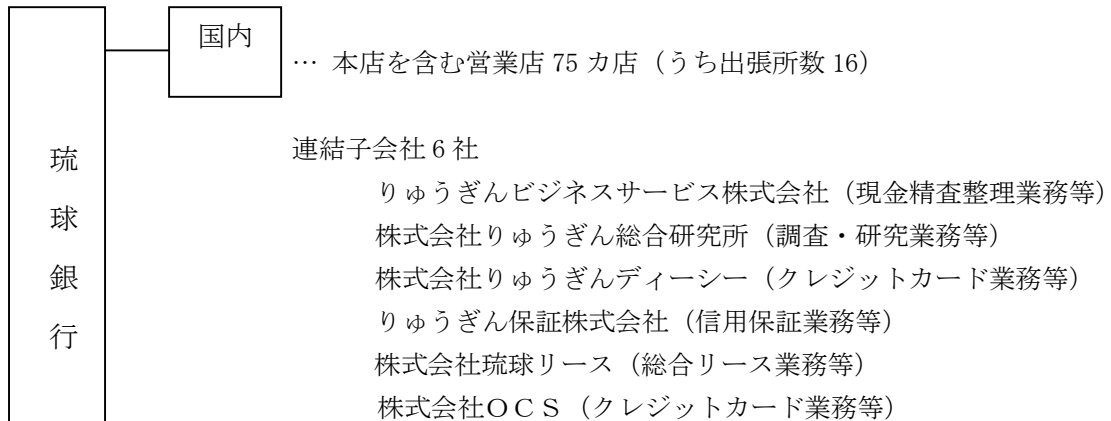 国内
… 本店を含む営業店 75 カ店（うち出張所数 16）
琉球銀行
連結子会社 6 社
りゅうぎんビジネスサービス株式会社（現金精査整理業務等）
株式会社りゅうぎん総合研究所（調査・研究業務等）
株式会社りゅうぎんディーシー（クレジットカード業務等）
りゅうぎん保証株式会社（信用保証業務等）
株式会社琉球リース（総合リース業務等）
株式会社ＯＣＳ（クレジットカード業務等）